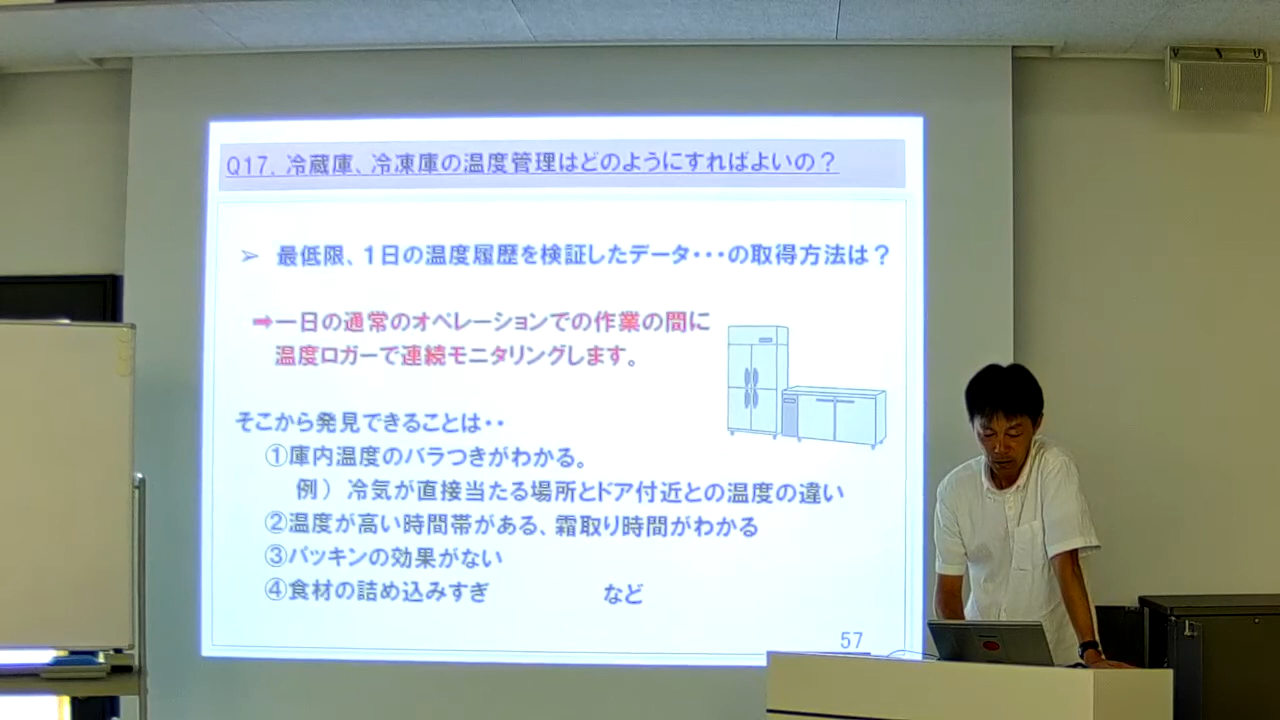 Q17. 冷蔵庫、冷凍庫の温度管理はどのようにすればよいの？
➢ 最低限、１日の温度履歴を検証したデータ・・・の取得方法は？
➡一日の通常のオペレーションでの作業の間に
温度ロガーで連続モニタリングします。
そこから発見できることは・・
①庫内温度のバラつきがわかる。
例） 冷気が直接当たる場所とドア付近との温度の違い
②温度が高い時間帯がある、霜取り時間がわかる
③パッキンの効果がない
④食材の詰め込みすぎ など
57